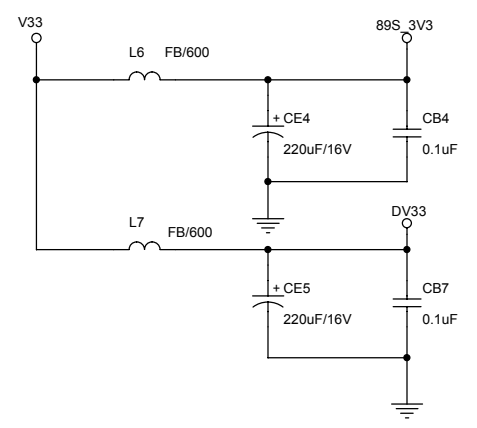 V33
89S_3V3
L6 FB/600
+ CE4
220uF/16V
CB4
0.1uF
L7 FB/600
DV33
+ CE5
220uF/16V
CB7
0.1uF